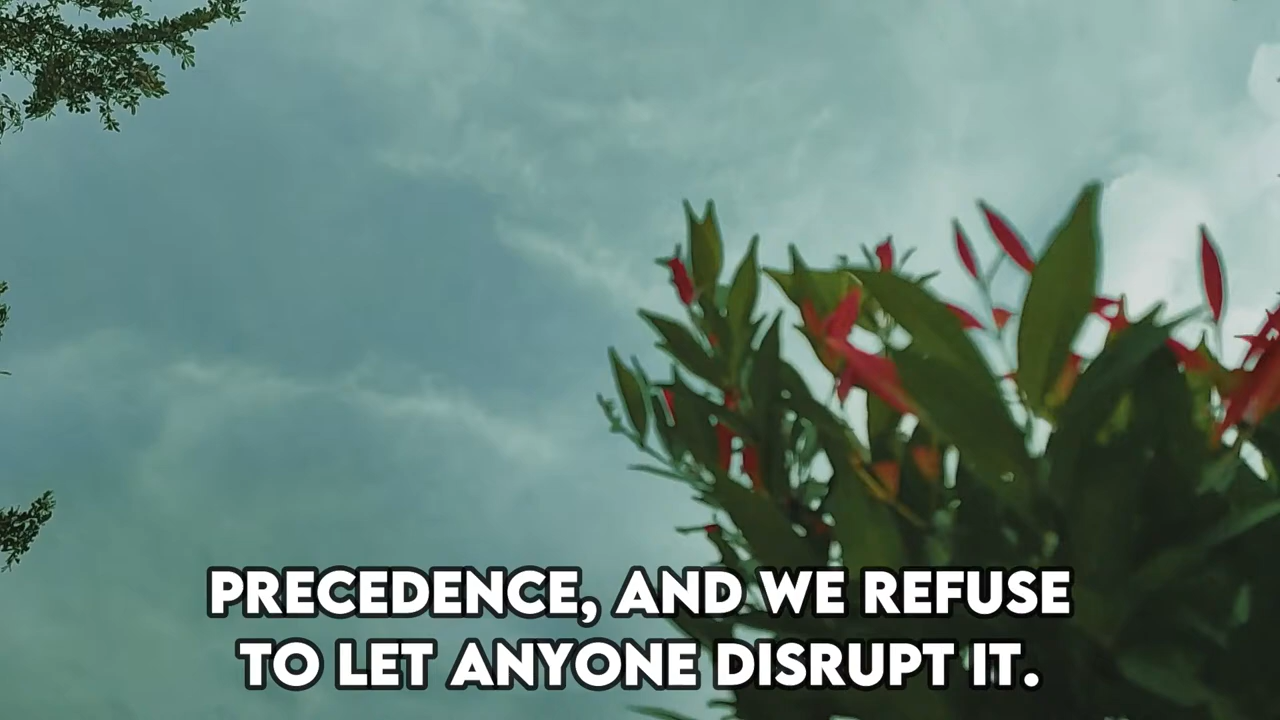 PRECEDENCE, AND WE REFUSE
TO LET ANYONE DISRUPT IT.